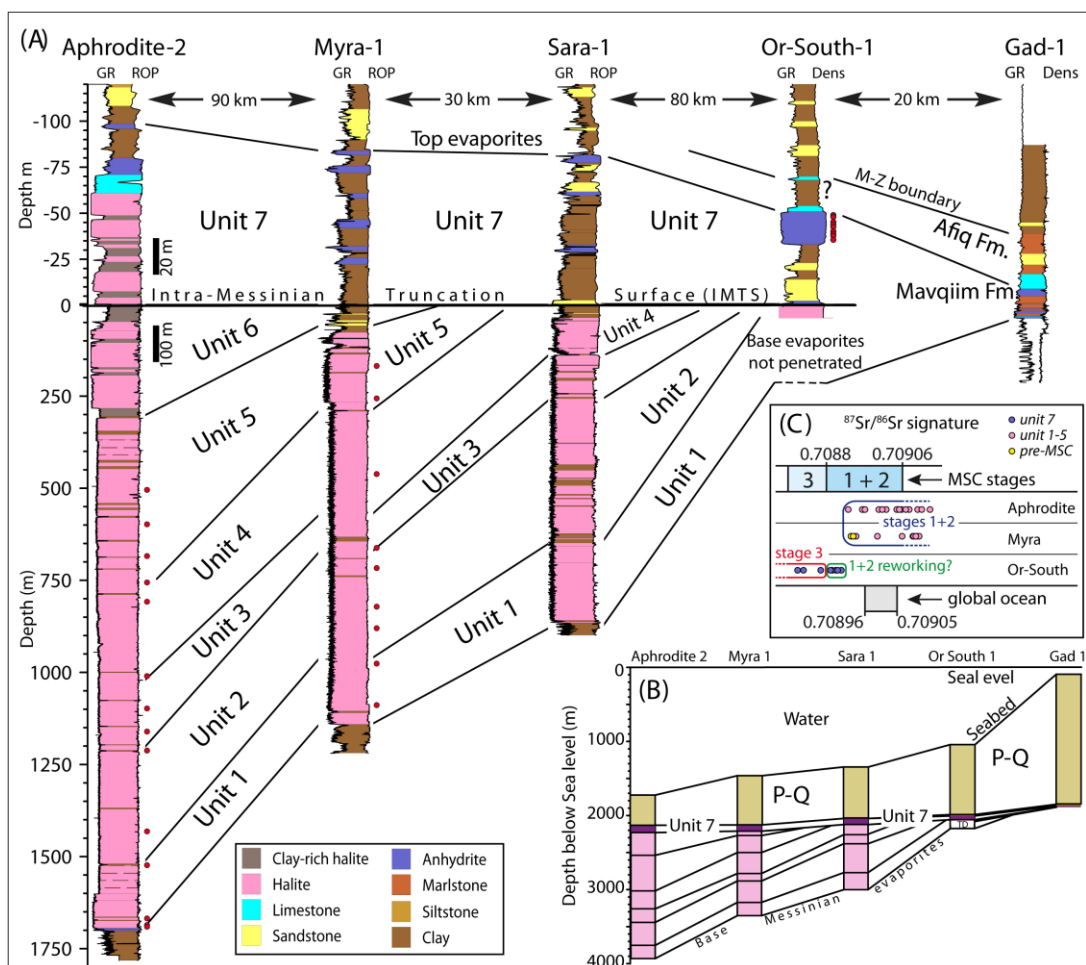 (A)
Aphrodite-2
Myra-1
Sara-1
Or-South-1
Gad-1
GR ROP
GR ROP
GR ROP
GR Dens
GR Dens
90 km
30 km
80 km
20 km
Depth m
-100
-75
-50
-25
0
Top evaporites
M-Z boundary
?
Afiq Fm.
Mavqiim Fm
Unit 7
Unit 7
Unit 7
20 m
Intra-Messinian Truncation Surface (IMTS)
100 m
Unit 6
Unit 5
Unit 4
Base evaporites
not penetrated
Unit 5
Unit 3
Unit 2
Unit 1
Unit 4
Unit 3
Unit 2
Unit 1
Unit 1
Depth (m)
250
500
750
1000
1250
1500
1750
Clay-rich halite
Halite
Limestone
Sandstone
Anhydrite
Marlstone
Siltstone
Clay
(C)
⁸⁷Sr/⁸⁶Sr signature
unit 7
unit 1-5
pre-MSC
0.7088
0.70906
3
1 + 2
MSC stages
Aphrodite
stages 1+2
Myra
stage 3
1+2 reworking?
Or-South
global ocean
0.70896
0.70905
Aphrodite 2
Myra 1
Sara 1
Or South 1
Gad 1
(B)
Seal evel
Water
Seabed
P-Q
P-Q
Unit 7
Unit 7
TD
Base Messinian evaporites
Depth below Sea level (m)
0
1000
2000
3000
4000